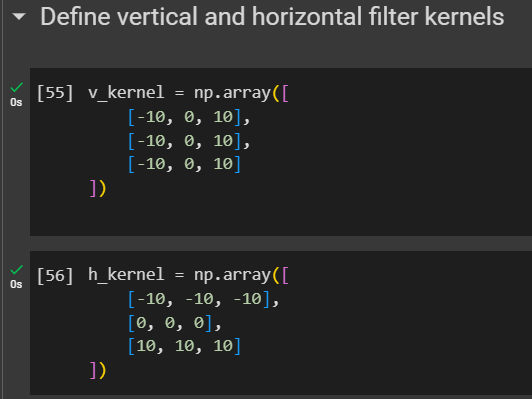 Define vertical and horizontal filter kernels
0s
[55] v_kernel = np.array([
[-10, 0, 10],
[-10, 0, 10],
[-10, 0, 10]
])
0s
[56] h_kernel = np.array([
[-10, -10, -10],
[0, 0, 0],
[10, 10, 10]
])